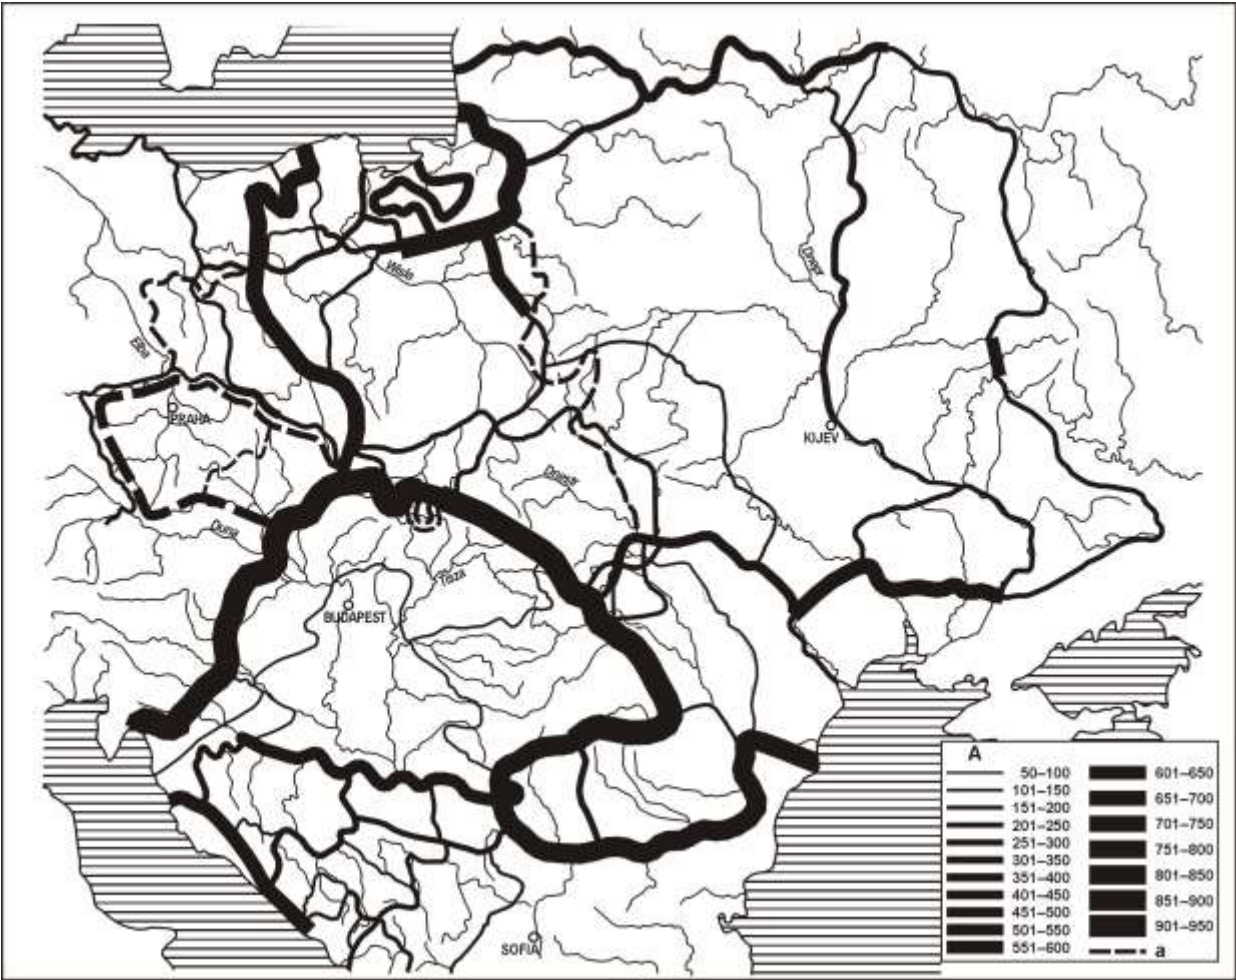 Wisła
Dnepr
Elba
PRAHA
KIJEV
Dnestr
Duna
Tisza
BUDAPEST
SOFIA
A
50–100
101–150
151–200
201–250
251–300
301–350
351–400
401–450
451–500
501–550
551–600
601–650
651–700
701–750
751–800
801–850
851–900
901–950
a